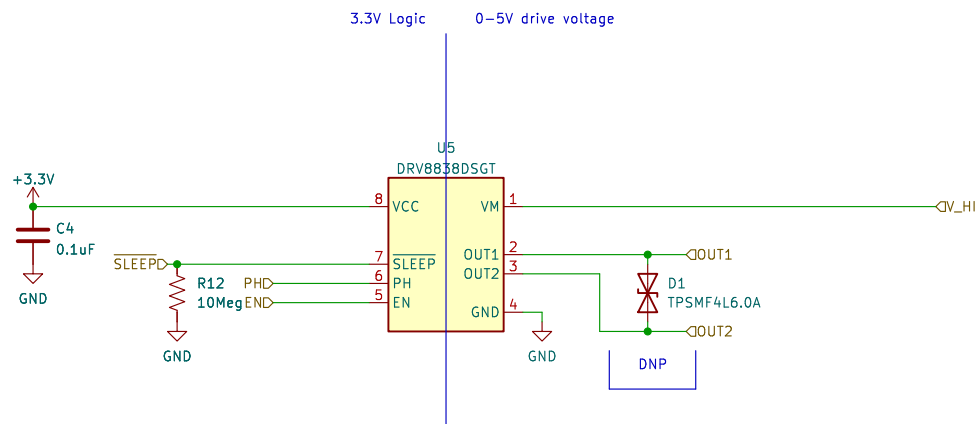 3.3V Logic
0-5V drive voltage
U5
DRV8838DSGT
+3.3V
8
VCC
VM
1
V_HI
C4
0.1uF
GND
SLEEP
7
SLEEP
OUT1
2
OUT1
OUT2
3
R12
10Meg
PH
6
PH
EN
5
EN
GND
4
D1
TPSMF4L6.0A
OUT2
GND
GND
DNP